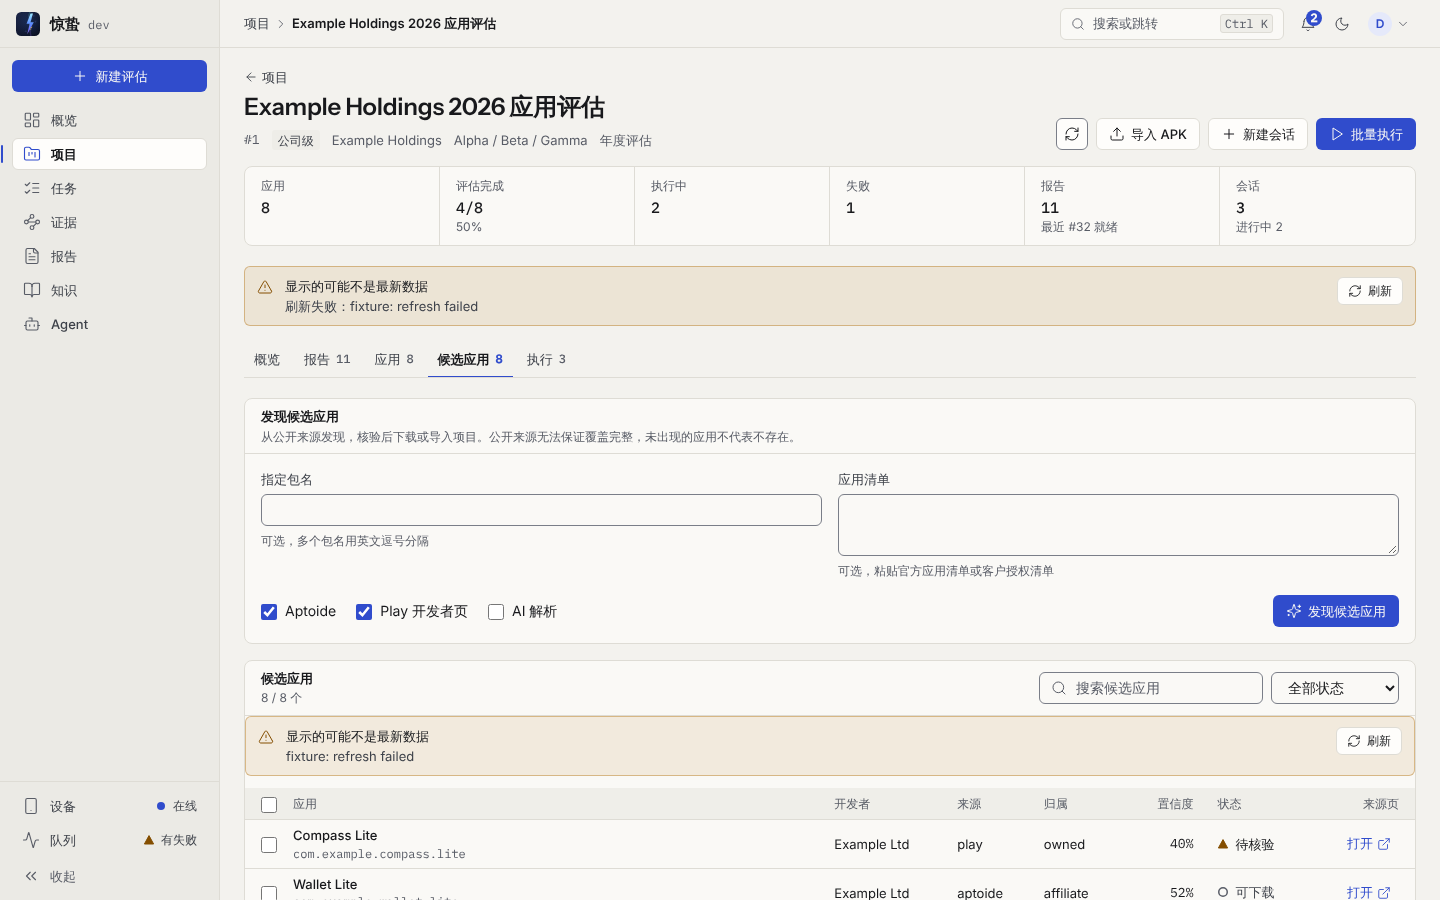 惊蛰 dev
项目 > Example Holdings 2026 应用评估
搜索或跳转 Ctrl K
2
D
新建评估
概览
项目
任务
证据
报告
知识
Agent
设备 在线
队列 有失败
收起
项目
Example Holdings 2026 应用评估
#1 公司级 Example Holdings Alpha / Beta / Gamma 年度评估
导入 APK
新建会话
批量执行
应用
8
评估完成
4/8
50%
执行中
2
失败
1
报告
11
最近 #32 就绪
会话
3
进行中 2
显示的可能不是最新数据
刷新失败：fixture: refresh failed
刷新
概览 报告 11 应用 8 候选应用 8 执行 3
发现候选应用
从公开来源发现，核验后下载或导入项目。公开来源无法保证覆盖完整，未出现的应用不代表不存在。
指定包名
可选，多个包名用英文逗号分隔
应用清单
可选，粘贴官方应用清单或客户授权清单
Aptoide Play 开发者页 AI 解析
发现候选应用
候选应用
8 / 8 个
搜索候选应用
全部状态
显示的可能不是最新数据
fixture: refresh failed
刷新
应用 开发者 来源 归属 置信度 状态 来源页
Compass Lite
com.example.compass.lite
Example Ltd play owned 40% 待核验 打开
Wallet Lite
Example Ltd aptoide affiliate 52% 可下载 打开